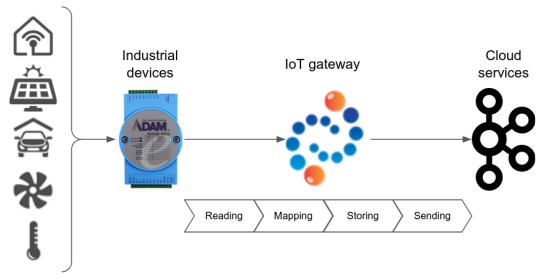 Industrial
devices
IoT gateway
Cloud
services
ADAM
Reading
Mapping
Storing
Sending